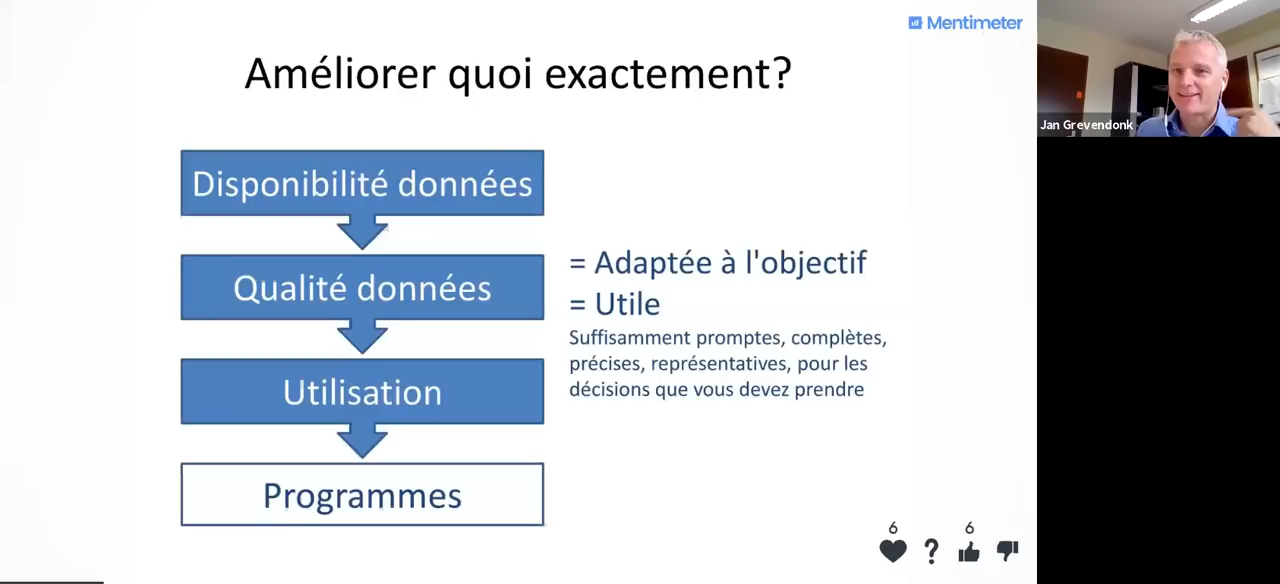 Mentimeter
Améliorer quoi exactement?
Jan Grevendonk
Disponibilité données
Qualité données
= Adaptée à l'objectif
= Utile
Suffisamment promptes, complètes,
précises, représentatives, pour les
décisions que vous devez prendre
Utilisation
Programmes
6
6